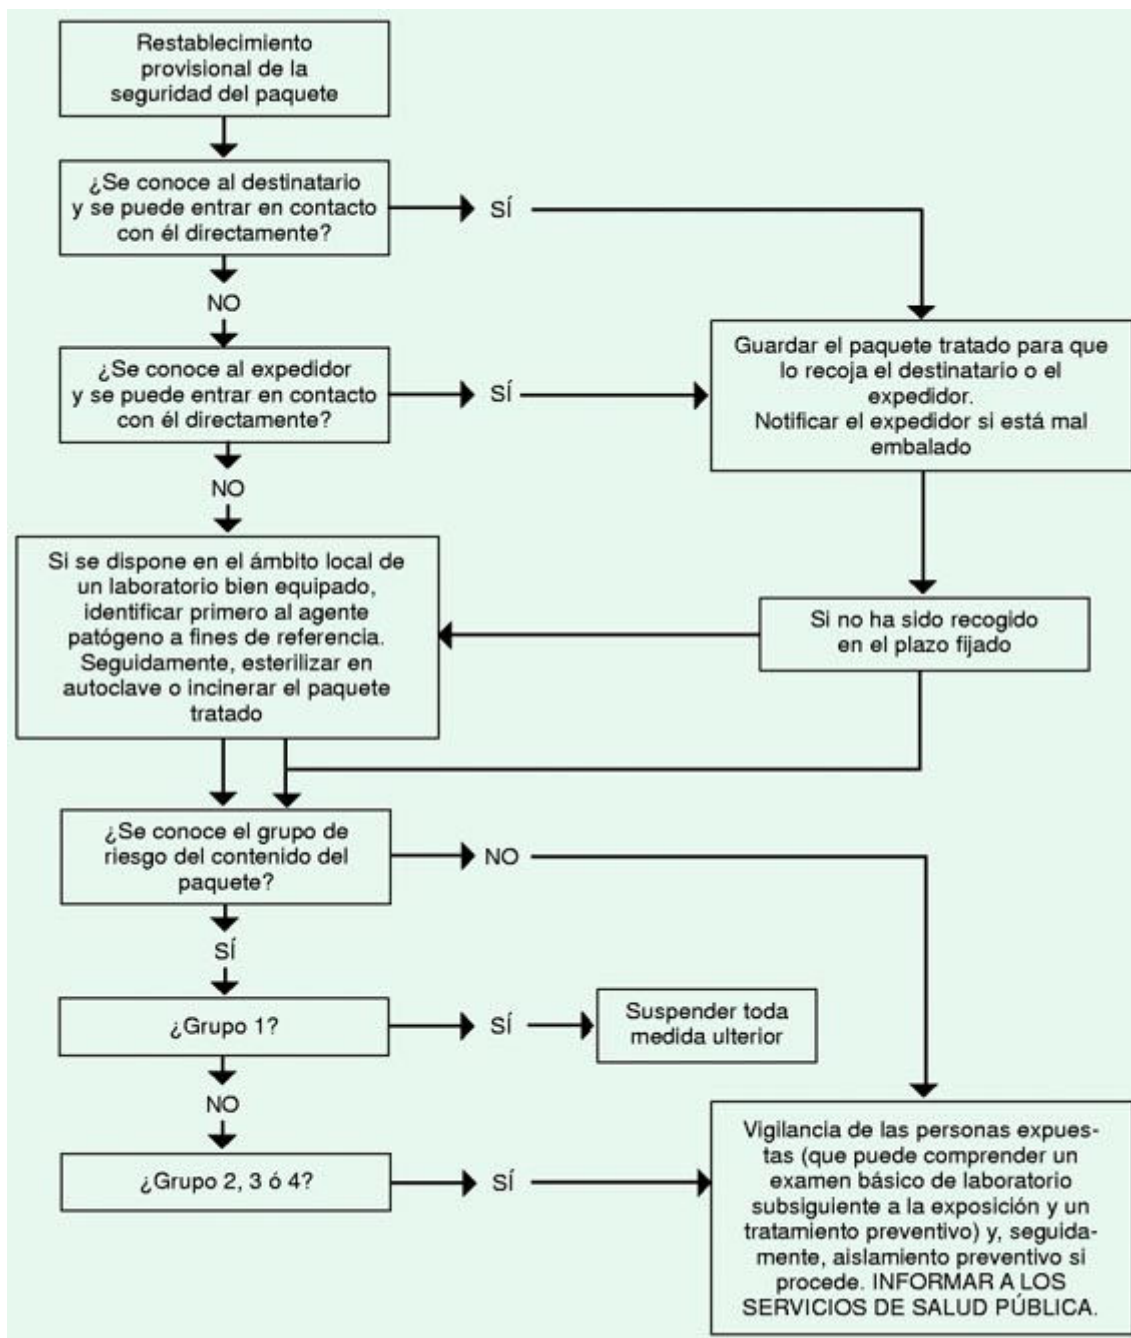 Restablecimiento
provisional de la
seguridad del paquete
¿Se conoce al destinatario
y se puede entrar en contacto
con él directamente?
SÍ
NO
¿Se conoce al expedidor
y se puede entrar en contacto
con él directamente?
SÍ
Guardar el paquete tratado para que
lo recoja el destinatario o el
expedidor.
Notificar el expedidor si está mal
embalado
NO
Si se dispone en el ámbito local de
un laboratorio bien equipado,
identificar primero al agente
patógeno a fines de referencia.
Seguidamente, esterilizar en
autoclave o incinerar el paquete
tratado
Si no ha sido recogido
en el plazo fijado
¿Se conoce el grupo de
riesgo del contenido del
paquete?
NO
SÍ
¿Grupo 1?
SÍ
Suspender toda
medida ulterior
NO
¿Grupo 2, 3 ó 4?
SÍ
Vigilancia de las personas expues-
tas (que puede comprender un
examen básico de laboratorio
subsiguiente a la exposición y un
tratamiento preventivo) y, seguida-
mente, aislamiento preventivo si
procede. INFORMAR A LOS
SERVICIOS DE SALUD PÚBLICA.